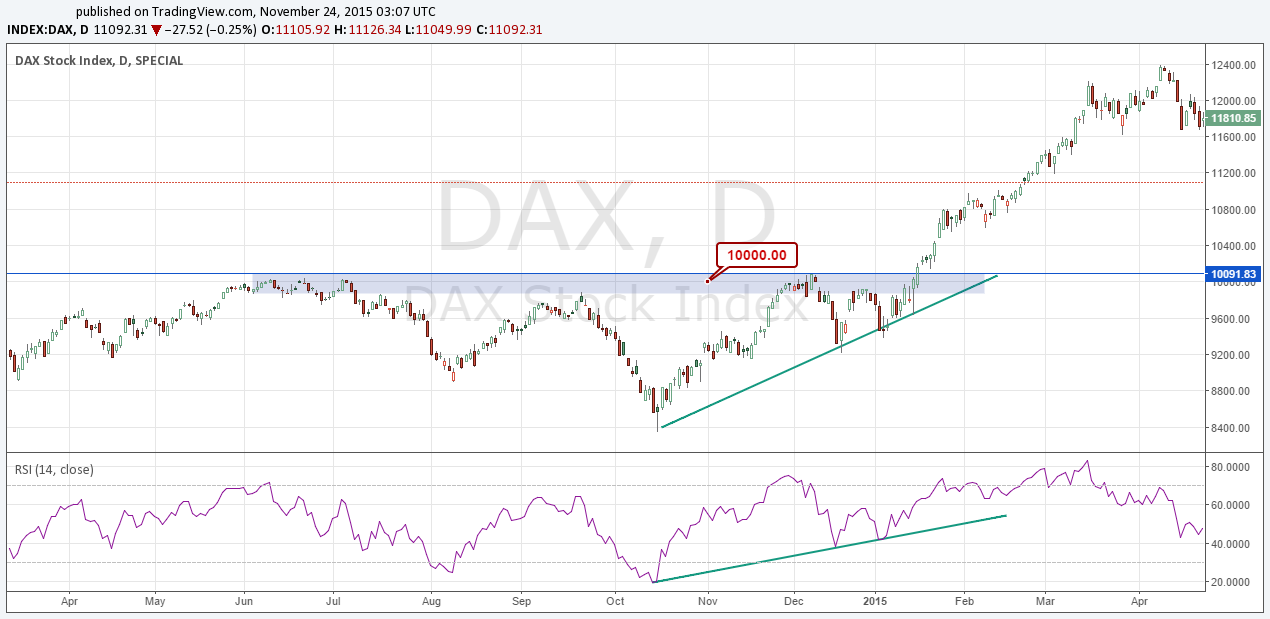 published on TradingView.com, November 24, 2015 03:07 UTC
INDEX:DAX, D 11092.31 ▼ −27.52 (−0.25%) O:11105.92 H:11126.34 L:11049.99 C:11092.31
DAX Stock Index, D, SPECIAL
12400.00
12000.00
11810.85
11600.00
11200.00
DAX, D
10800.00
10400.00
10000.00
10091.83
10000.00
DAX Stock Index
9600.00
9200.00
8800.00
8400.00
RSI (14, close)
80.0000
60.0000
40.0000
20.0000
Apr May Jun Jul Aug Sep Oct Nov Dec 2015 Feb Mar Apr